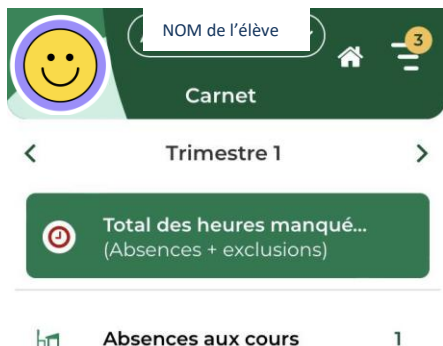 NOM de l'élève
3
Carnet
Trimestre 1
Total des heures manqué...
(Absences + exclusions)
Absences aux cours 1